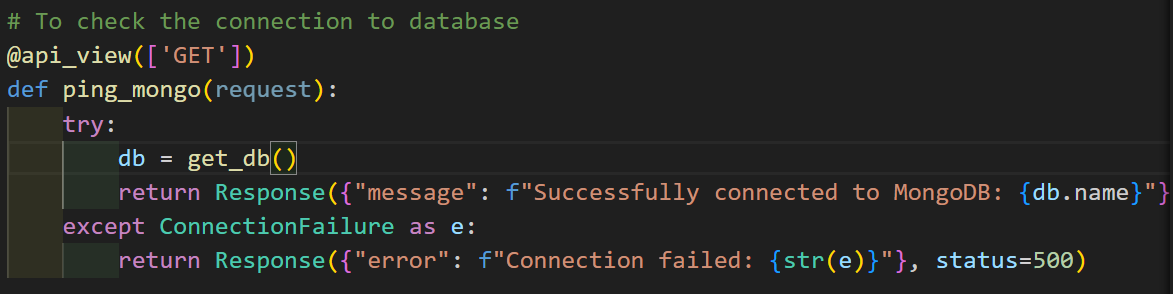 # To check the connection to database
@api_view(['GET'])
def ping_mongo(request):
    try:
        db = get_db()
        return Response({"message": f"Successfully connected to MongoDB: {db.name}"}
    except ConnectionFailure as e:
        return Response({"error": f"Connection failed: {str(e)}"}, status=500)